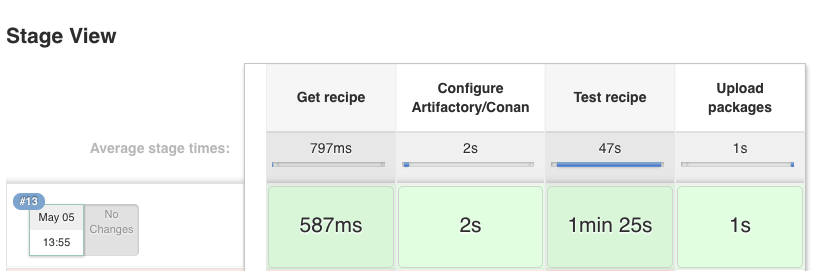 Stage View
Get recipe
Configure
Artifactory/Conan
Test recipe
Upload
packages
Average stage times:
797ms
2s
47s
1s
#13
May 05
13:55
No
Changes
587ms
2s
1min 25s
1s